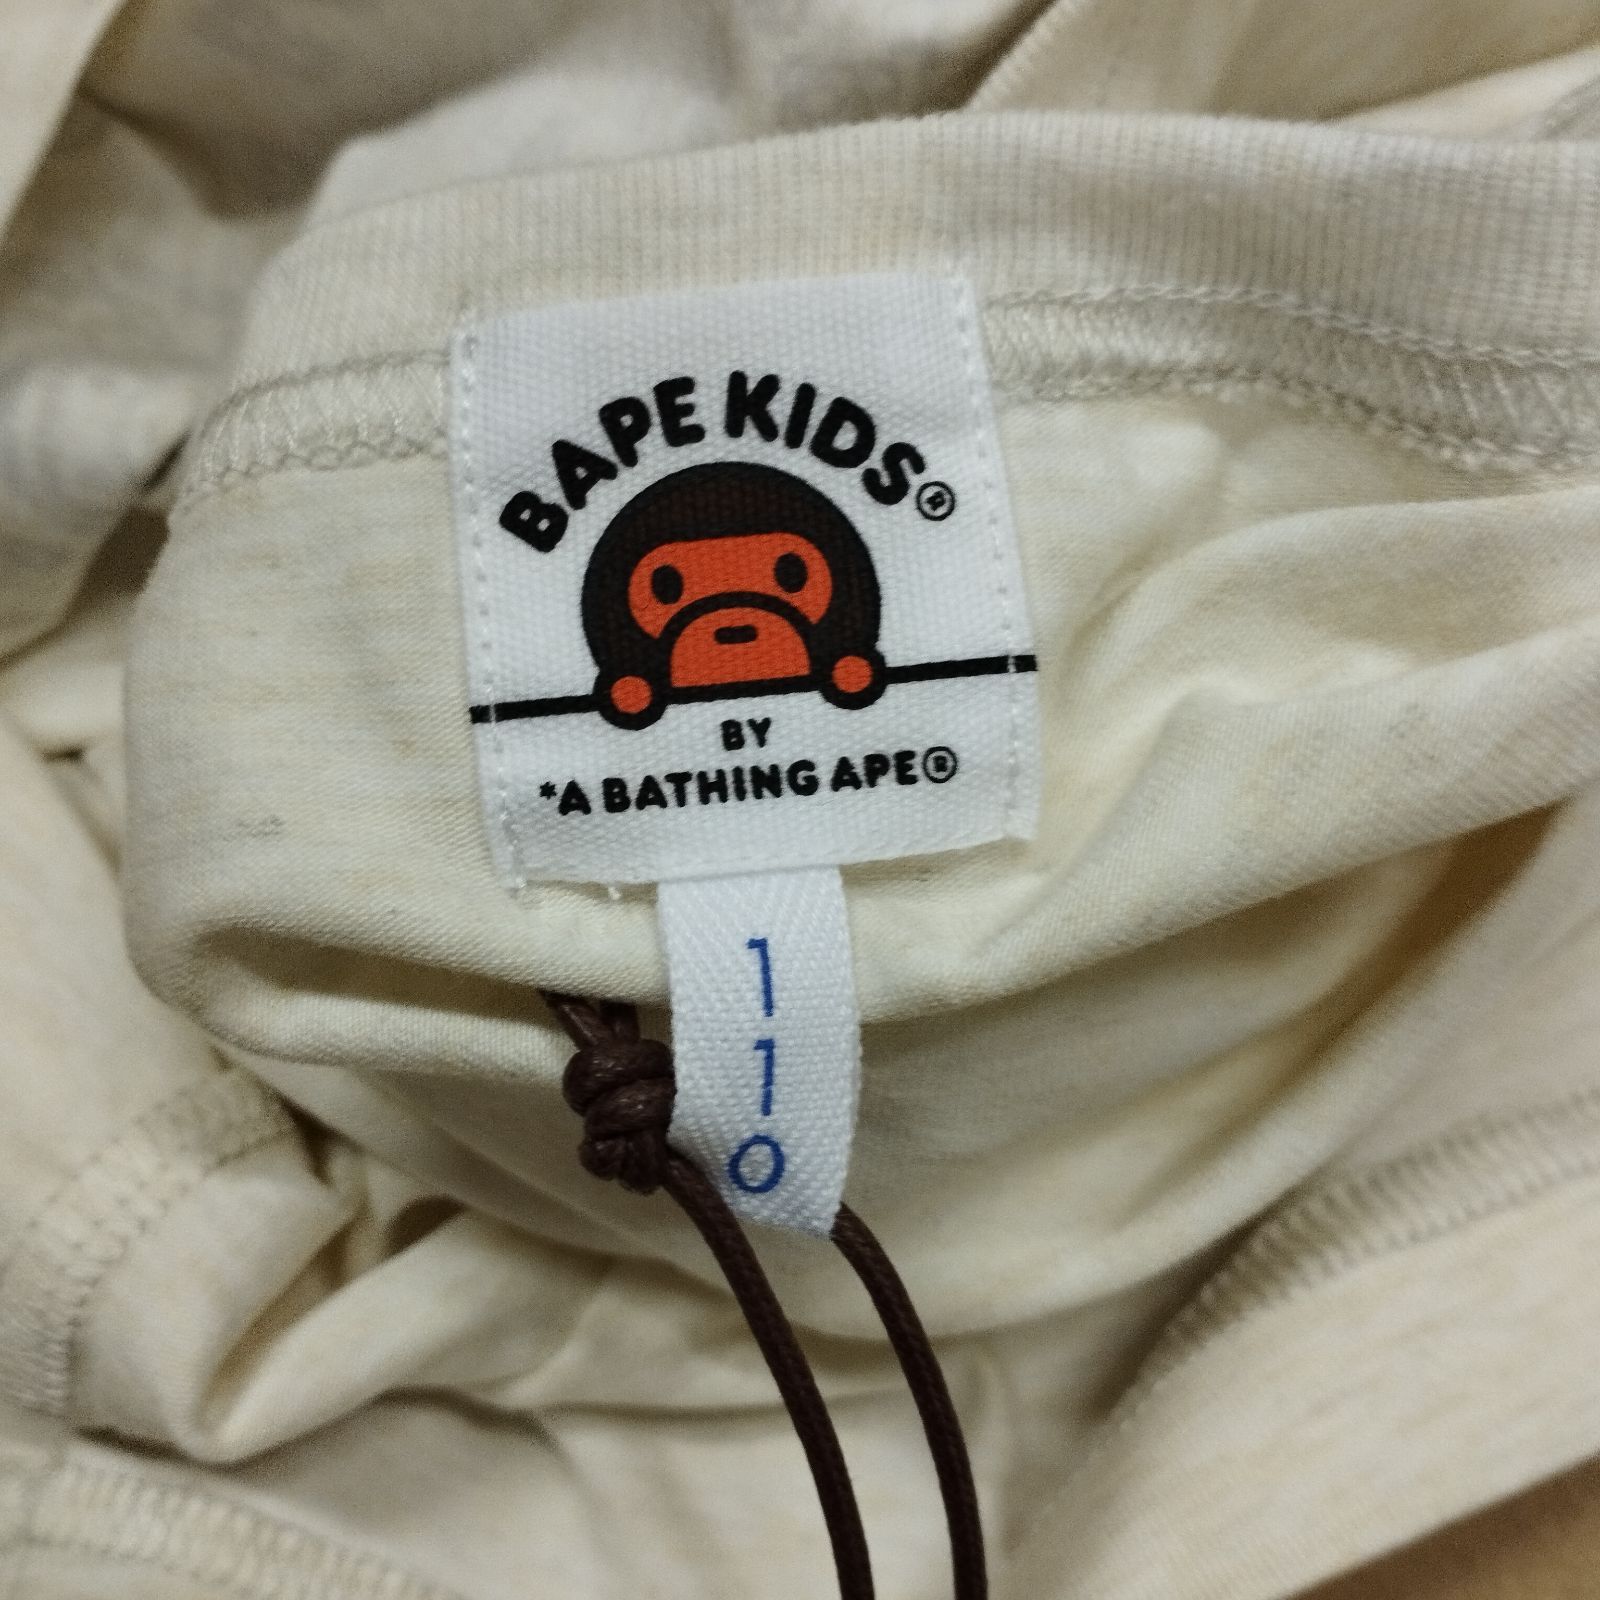 BAPE KIDS®
BY
*A BATHING APE®
110